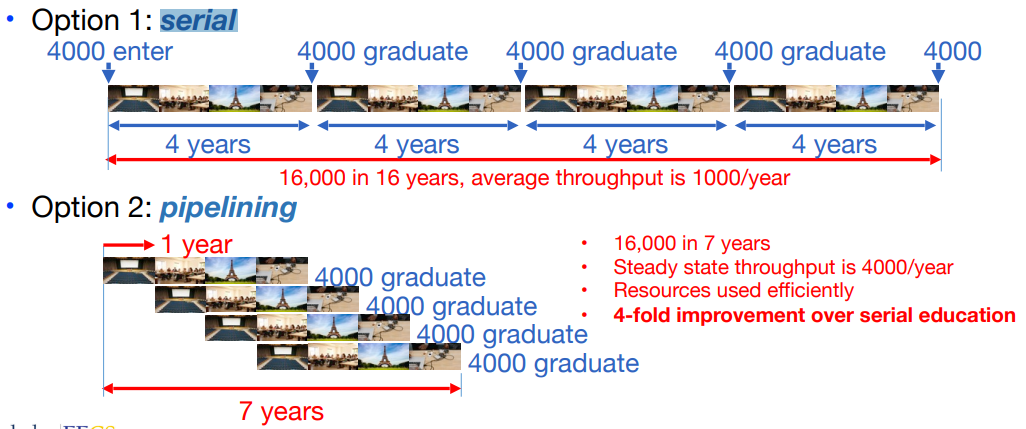 • Option 1: serial
4000 enter 4000 graduate 4000 graduate 4000 graduate 4000
4 years 4 years 4 years 4 years
16,000 in 16 years, average throughput is 1000/year
• Option 2: pipelining
1 year
4000 graduate
4000 graduate
4000 graduate
4000 graduate
7 years
• 16,000 in 7 years
• Steady state throughput is 4000/year
• Resources used efficiently
• 4-fold improvement over serial education